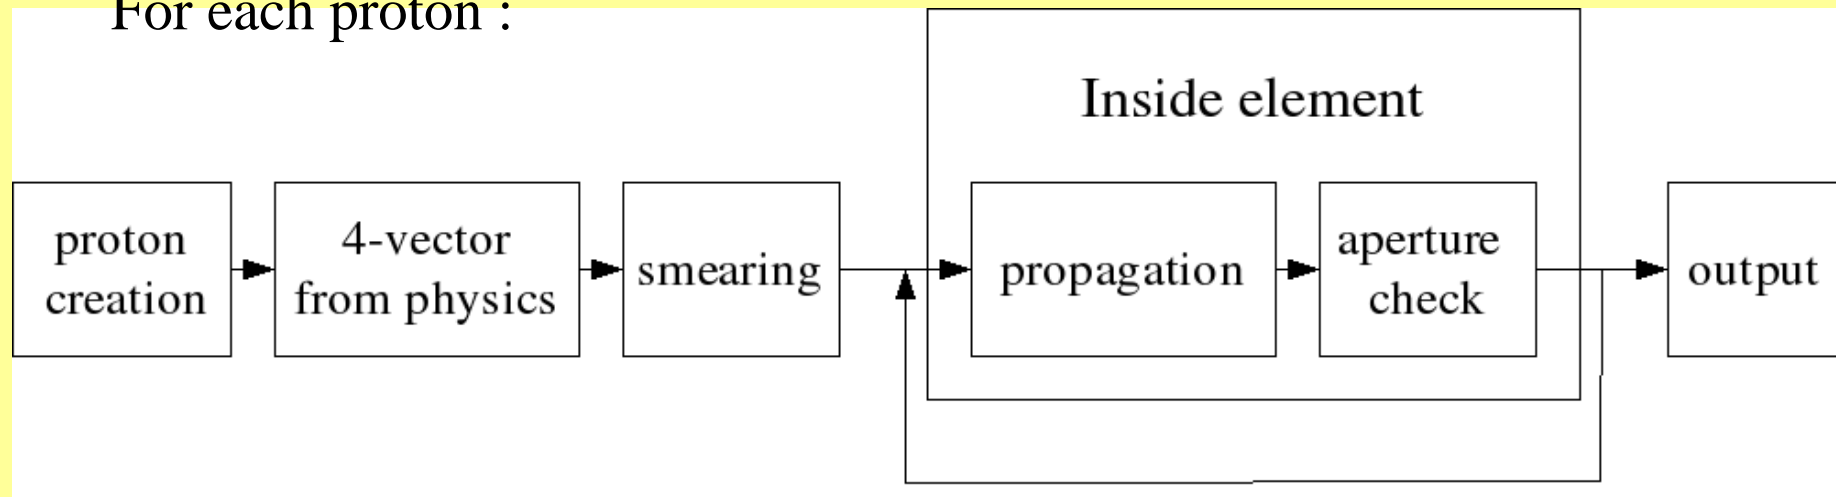 For each proton :
Inside element
proton
creation
4-vector
from physics
smearing
propagation
aperture
check
output